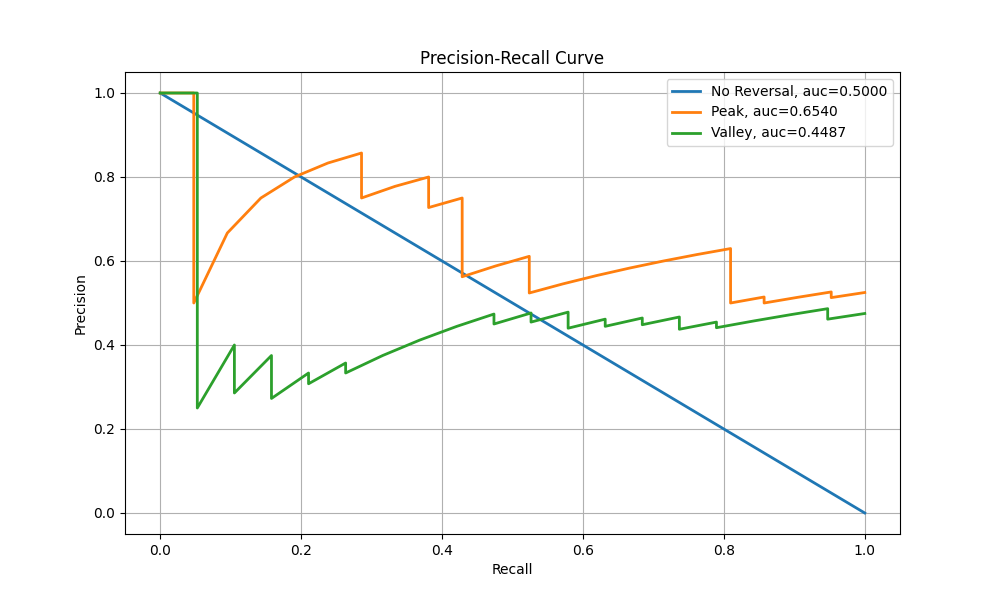 Precision-Recall Curve
No Reversal, auc=0.5000
Peak, auc=0.6540
Valley, auc=0.4487
1.0
0.8
0.6
0.4
0.2
0.0
Precision
0.0 0.2 0.4 0.6 0.8 1.0
Recall